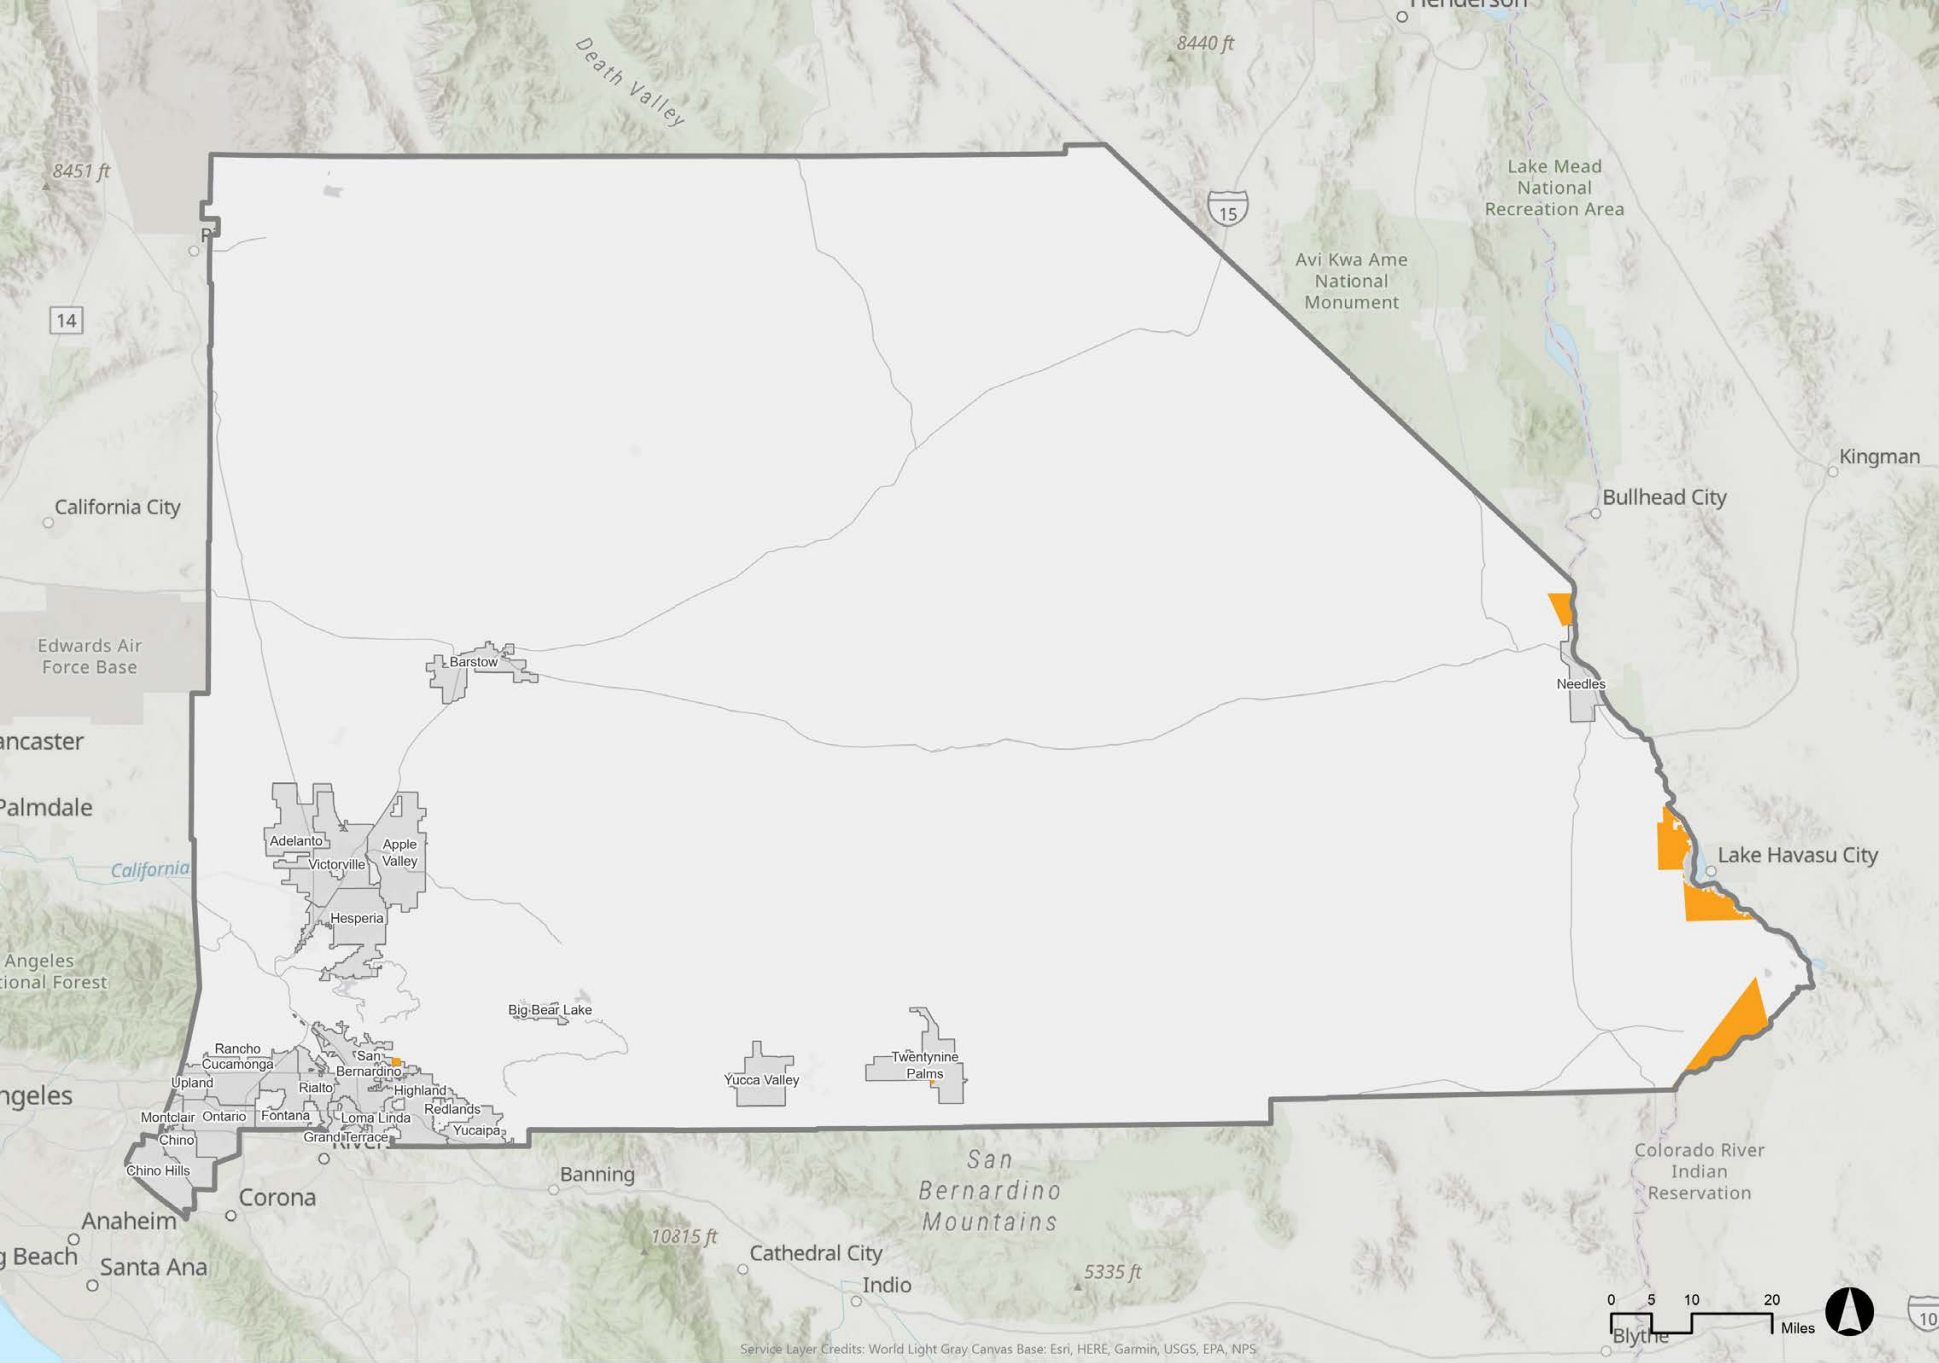 Henderson
8440 ft
Death Valley
8451 ft
Lake Mead
National
Recreation Area
15
Avi Kwa Ame
National
Monument
14
Kingman
California City
Bullhead City
Edwards Air
Force Base
Barstow
Needles
ancaster
Palmdale
Adelanto
Apple
Valley
Victorville
California
Lake Havasu City
Hesperia
Angeles
tional Forest
Big Bear Lake
Rancho
Cucamonga
San
Bernardino
Twentynine
Palms
Upland
Yucca Valley
Rialto
Highland
ngeles
Montclair
Ontario
Fontana
Loma Linda
Redlands
Yucaipa
Chino
Grand Terrace
River
Chino Hills
San
Bernardino
Mountains
Colorado River
Indian
Reservation
Banning
Corona
Anaheim
10815 ft
g Beach
Santa Ana
Cathedral City
5335 ft
Indio
0 5 10 20
Miles
10
Blythe
Service Layer Credits: World Light Gray Canvas Base: Esri, HERE, Garmin, USGS, EPA, NPS